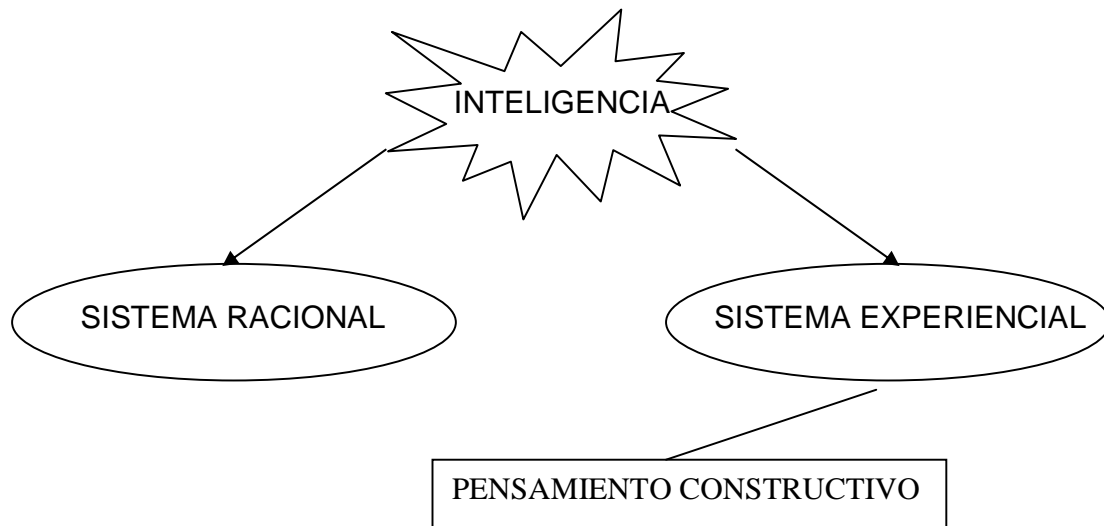 INTELIGENCIA
SISTEMA RACIONAL
SISTEMA EXPERIENCIAL
PENSAMIENTO CONSTRUCTIVO